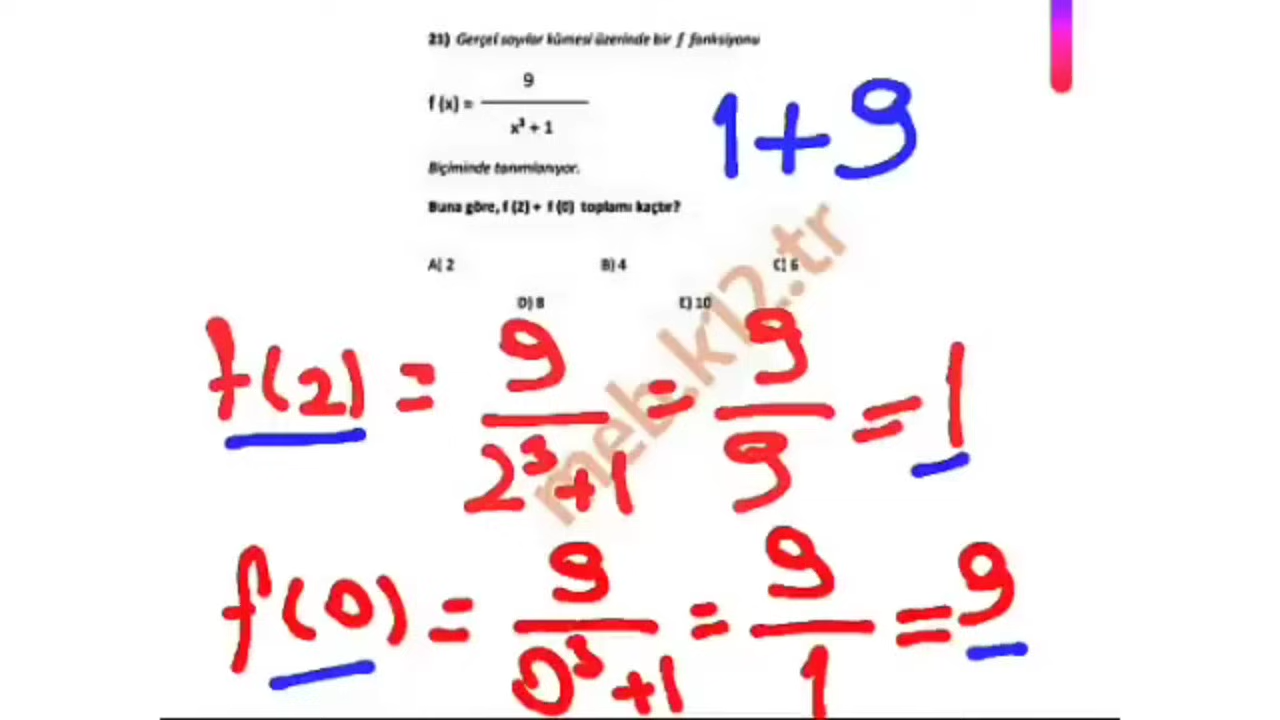 21) Gerçel sayılar kümesi üzerinde bir f fonksiyonu
f (x) = 9 / x³ + 1
Biçiminde tanımlanıyor.
Buna göre, f (2) + f (0) toplamı kaçtır?
A) 2 B) 4 C) 6
D) 8 E) 10
1+9
f(2) = 9 / 2³+1 = 9 / 9 = 1
f(0) = 9 / 0³+1 = 9 / 1 = 9
meb.k12.tr